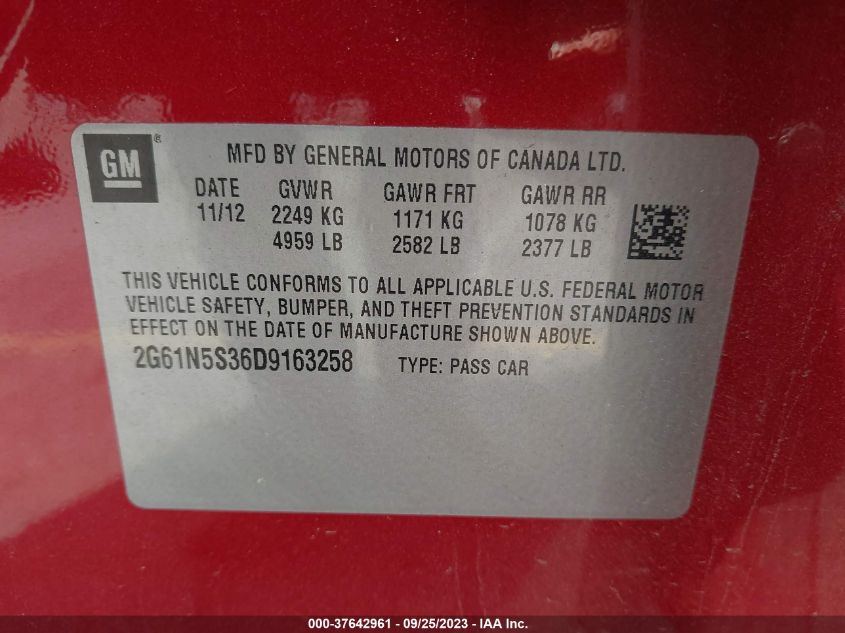 GM®
MFD BY GENERAL MOTORS OF CANADA LTD.
DATE GVWR GAWR FRT GAWR RR
11/12 2249 KG 1171 KG 1078 KG
4959 LB 2582 LB 2377 LB
THIS VEHICLE CONFORMS TO ALL APPLICABLE U.S. FEDERAL MOTOR
VEHICLE SAFETY, BUMPER, AND THEFT PREVENTION STANDARDS IN
EFFECT ON THE DATE OF MANUFACTURE SHOWN ABOVE.
2G61N5S36D9163258 TYPE: PASS CAR
000-37642961 - 09/25/2023 - IAAI Inc.